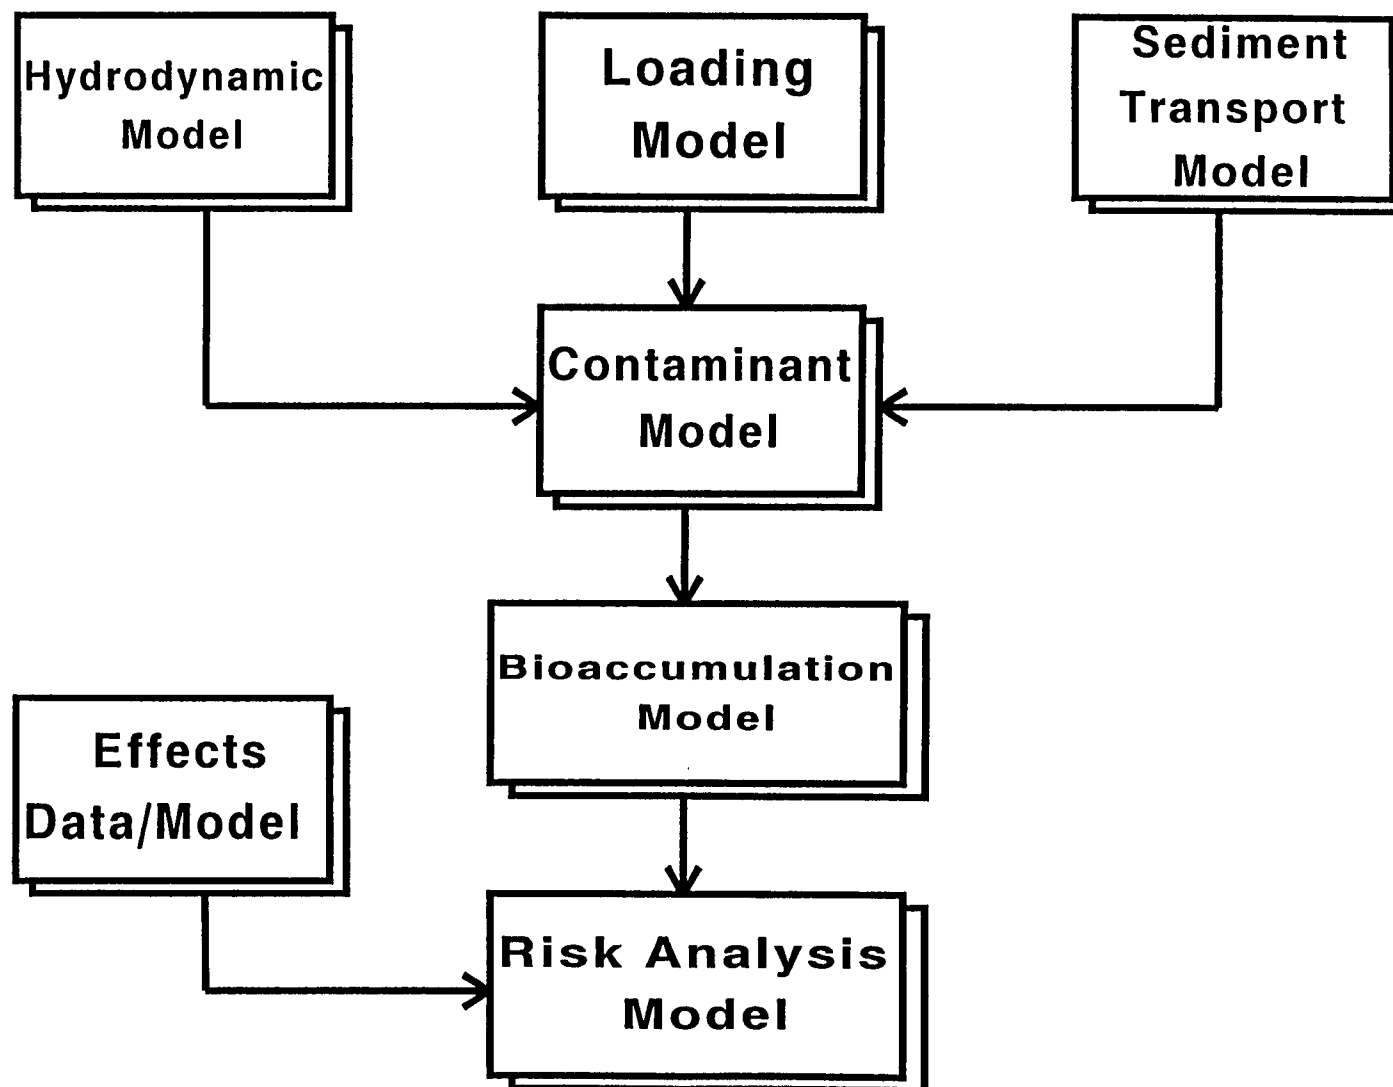 Hydrodynamic
Model
Loading
Model
Sediment
Transport
Model
Contaminant
Model
Bioaccumulation
Model
Effects
Data/Model
Risk Analysis
Model